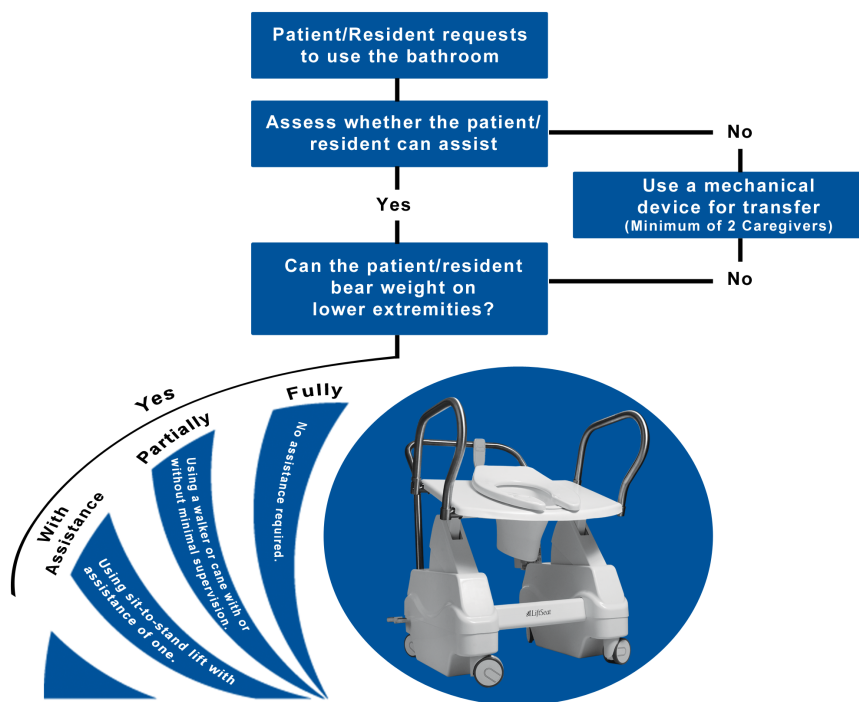 Patient/Resident requests
to use the bathroom
Assess whether the patient/
resident can assist
No
Use a mechanical
device for transfer
(Minimum of 2 Caregivers)
Yes
No
Can the patient/resident
bear weight on
lower extremities?
Yes
Fully
No assistance required.
Partially
Using a walker or cane with or
without minimal supervision.
With
Assistance
Using sit-to-stand lift with
assistance of one.
LiftSeat